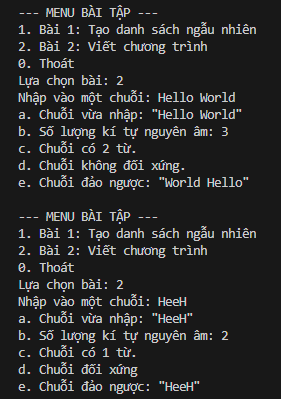 --- MENU BÀI TẬP ---
1. Bài 1: Tạo danh sách ngẫu nhiên
2. Bài 2: Viết chương trình
0. Thoát
Lựa chọn bài: 2
Nhập vào một chuỗi: Hello World
a. Chuỗi vừa nhập: "Hello World"
b. Số lượng kí tự nguyên âm: 3
c. Chuỗi có 2 từ.
d. Chuỗi không đối xứng.
e. Chuỗi đảo ngược: "World Hello"

--- MENU BÀI TẬP ---
1. Bài 1: Tạo danh sách ngẫu nhiên
2. Bài 2: Viết chương trình
0. Thoát
Lựa chọn bài: 2
Nhập vào một chuỗi: HeeH
a. Chuỗi vừa nhập: "HeeH"
b. Số lượng kí tự nguyên âm: 2
c. Chuỗi có 1 từ.
d. Chuỗi đối xứng
e. Chuỗi đảo ngược: "HeeH"